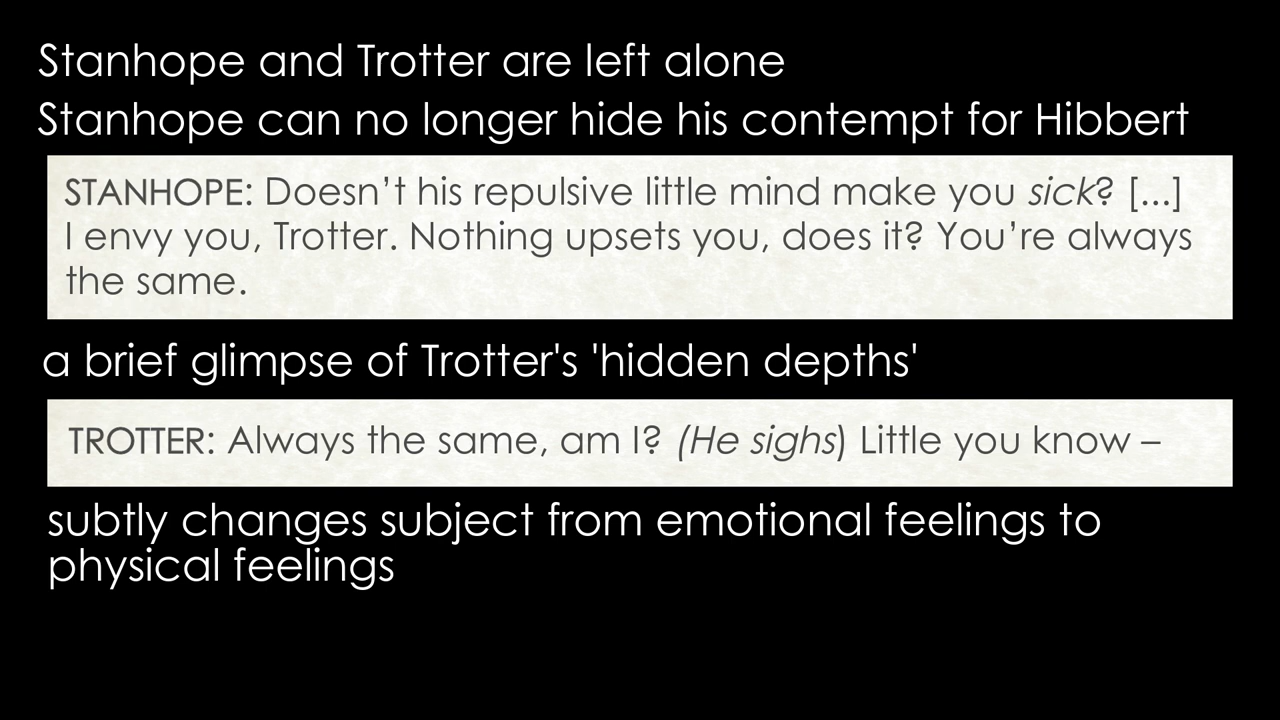 Stanhope and Trotter are left alone
Stanhope can no longer hide his contempt for Hibbert
STANHOPE: Doesn’t his repulsive little mind make you sick? [...]
I envy you, Trotter. Nothing upsets you, does it? You’re always
the same.
a brief glimpse of Trotter's 'hidden depths'
TROTTER: Always the same, am I? (He sighs) Little you know –
subtly changes subject from emotional feelings to
physical feelings